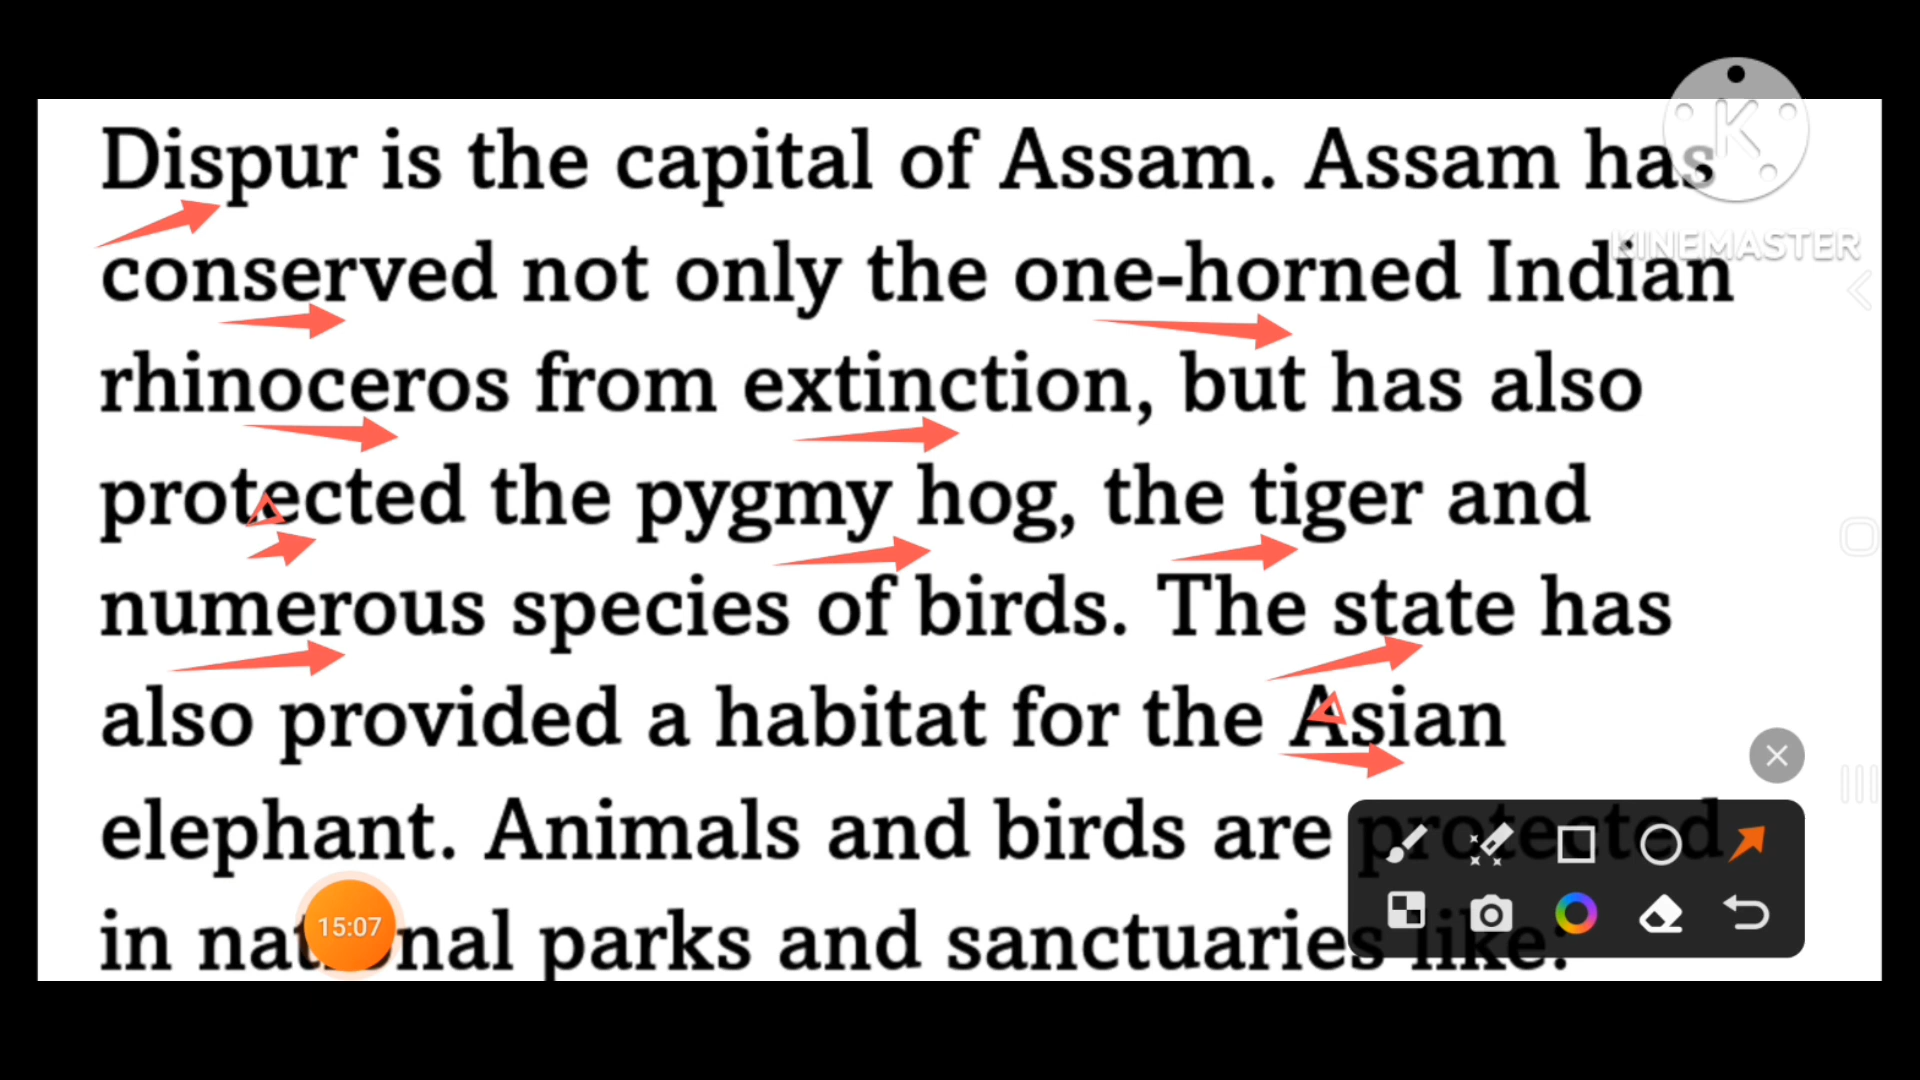 Dispur is the capital of Assam. Assam has
conserved not only the one-horned Indian
rhinoceros from extinction, but has also
protected the pygmy hog, the tiger and
numerous species of birds. The state has
also provided a habitat for the Asian
elephant. Animals and birds are protected
in national parks and sanctuaries like:
K
KINEMASTER
15:07